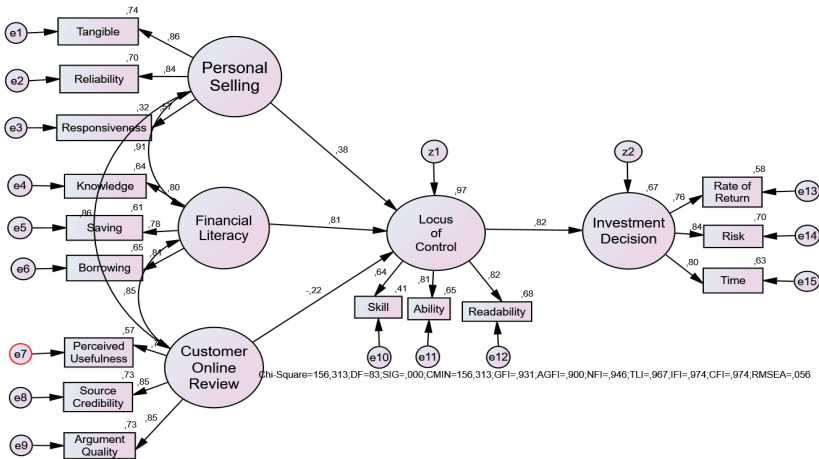 e1
Tangible
,74
,86
e2
Reliability
,70
,84
Personal
Selling
e3
Responsiveness
,32
,57
,91
,38
e4
Knowledge
,64
,80
e5
Saving
,61
,78
,86
e6
Borrowing
,65
,81
Financial
Literacy
,81
,85
z1
,97
Locus
of
Control
,82
z2
,67
Investment
Decision
,76
Rate of
Return
,58
e13
,84
Risk
,70
e14
,80
Time
,63
e15
,64
Skill
,41
e10
,81
Ability
,65
e11
,82
Readability
,68
e12
-,22
e7
Perceived
Usefulness
,57
Customer
Online
Review
e8
Source
Credibility
,73
,85
e9
Argument
Quality
,73
,85
Chi-Square=156,313;DF=83;SIG=,000;CMIN=156,313;GFI=,931;AGFI=,900;NFI=,946;TLI=,967;IFI=,974;CFI=,974;RMSEA=,056